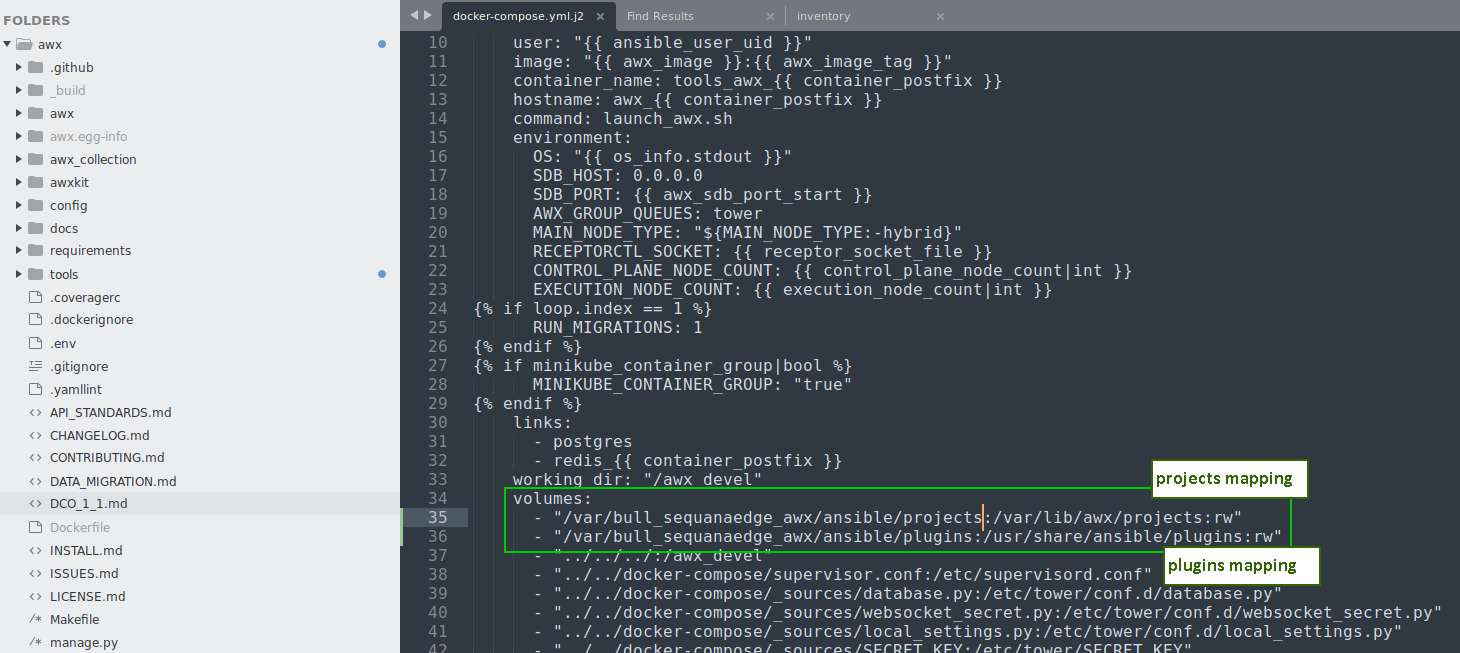 FOLDERS
awx
.github
_build
awx
awx.egg-info
awx_collection
awxkit
config
docs
requirements
tools
.coveragerc
.dockerignore
.env
.gitignore
.yamllint
API_STANDARDS.md
CHANGELOG.md
CONTRIBUTING.md
DATA_MIGRATION.md
DCO_1_1.md
Dockerfile
INSTALL.md
ISSUES.md
LICENSE.md
Makefile
manage.py
docker-compose.yml.j2 × Find Results × inventory ×
10 user: "{{ ansible_user_uid }}"
11 image: "{{ awx_image }}:{{ awx_image_tag }}"
12 container_name: tools_awx_{{ container_postfix }}
13 hostname: awx_{{ container_postfix }}
14 command: launch_awx.sh
15 environment:
16 OS: "{{ os_info.stdout }}"
17 SDB_HOST: 0.0.0.0
18 SDB_PORT: {{ awx_sdb_port_start }}
19 AWX_GROUP_QUEUES: tower
20 MAIN_NODE_TYPE: "${MAIN_NODE_TYPE:-hybrid}"
21 RECEPTORCTL_SOCKET: {{ receptor_socket_file }}
22 CONTROL_PLANE_NODE_COUNT: {{ control_plane_node_count|int }}
23 EXECUTION_NODE_COUNT: {{ execution_node_count|int }}
24 {% if loop.index == 1 %}
25 RUN_MIGRATIONS: 1
26 {% endif %}
27 {% if minikube_container_group|bool %}
28 MINIKUBE_CONTAINER_GROUP: "true"
29 {% endif %}
30 links:
31 - postgres
32 - redis_{{ container_postfix }}
33 working_dir: "/awx_devel"
projects mapping
34 volumes:
35 - "/var/bull_sequanaedge_awx/ansible/projects:/var/lib/awx/projects:rw"
36 - "/var/bull_sequanaedge_awx/ansible/plugins:/usr/share/ansible/plugins:rw"
37 - "../../../:/awx_devel"
plugins mapping
38 - "../../docker-compose/supervisor.conf:/etc/supervisord.conf"
39 - "../../docker-compose/_sources/database.py:/etc/tower/conf.d/database.py"
40 - "../../docker-compose/_sources/websocket_secret.py:/etc/tower/conf.d/websocket_secret.py"
41 - "../../docker-compose/_sources/local_settings.py:/etc/tower/conf.d/local_settings.py"
42 - "../../docker-compose/_sources/SECRET_KEY:/etc/tower/SECRET_KEY"